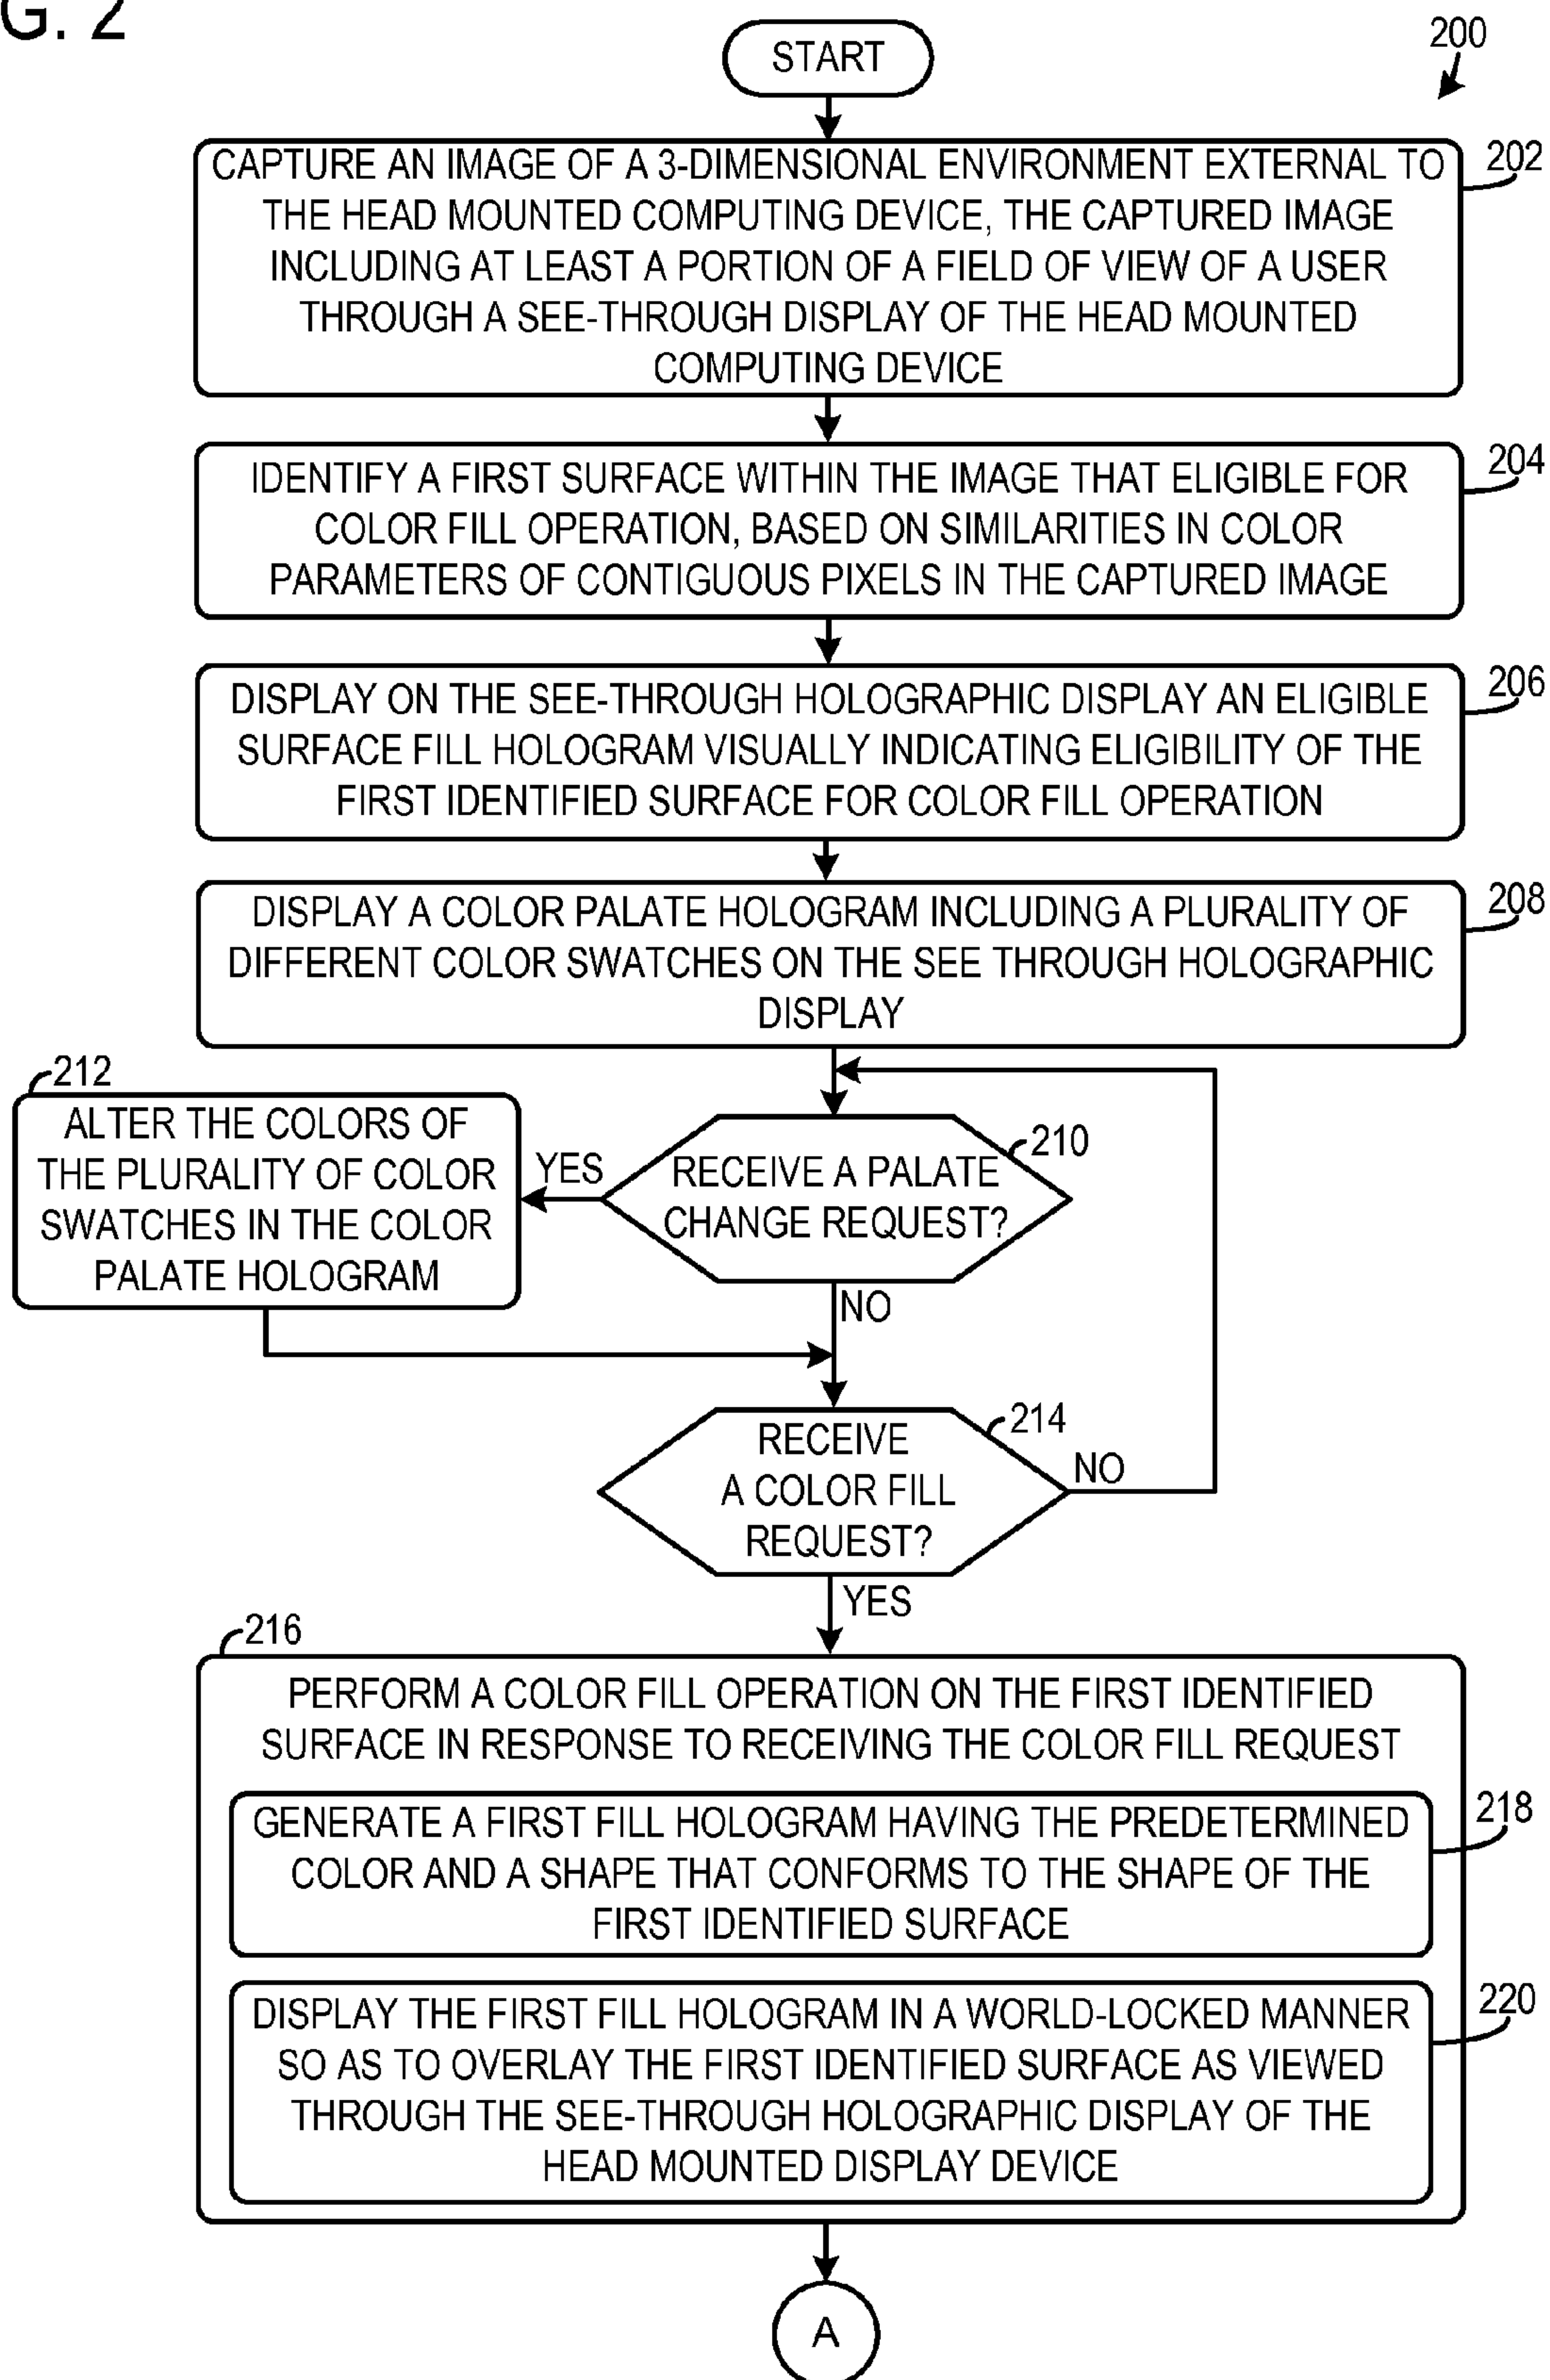 G. 2
START
200
CAPTURE AN IMAGE OF A 3-DIMENSIONAL ENVIRONMENT EXTERNAL TO
THE HEAD MOUNTED COMPUTING DEVICE, THE CAPTURED IMAGE
INCLUDING AT LEAST A PORTION OF A FIELD OF VIEW OF A USER
THROUGH A SEE-THROUGH DISPLAY OF THE HEAD MOUNTED
COMPUTING DEVICE
202
IDENTIFY A FIRST SURFACE WITHIN THE IMAGE THAT ELIGIBLE FOR
COLOR FILL OPERATION, BASED ON SIMILARITIES IN COLOR
PARAMETERS OF CONTIGUOUS PIXELS IN THE CAPTURED IMAGE
204
DISPLAY ON THE SEE-THROUGH HOLOGRAPHIC DISPLAY AN ELIGIBLE
SURFACE FILL HOLOGRAM VISUALLY INDICATING ELIGIBILITY OF THE
FIRST IDENTIFIED SURFACE FOR COLOR FILL OPERATION
206
DISPLAY A COLOR PALATE HOLOGRAM INCLUDING A PLURALITY OF
DIFFERENT COLOR SWATCHES ON THE SEE THROUGH HOLOGRAPHIC
DISPLAY
208
212
ALTER THE COLORS OF
THE PLURALITY OF COLOR
SWATCHES IN THE COLOR
PALATE HOLOGRAM
YES
RECEIVE A PALATE
CHANGE REQUEST?
210
NO
RECEIVE
A COLOR FILL
REQUEST?
214
NO
YES
216
PERFORM A COLOR FILL OPERATION ON THE FIRST IDENTIFIED
SURFACE IN RESPONSE TO RECEIVING THE COLOR FILL REQUEST
GENERATE A FIRST FILL HOLOGRAM HAVING THE PREDETERMINED
COLOR AND A SHAPE THAT CONFORMS TO THE SHAPE OF THE
FIRST IDENTIFIED SURFACE
218
DISPLAY THE FIRST FILL HOLOGRAM IN A WORLD-LOCKED MANNER
SO AS TO OVERLAY THE FIRST IDENTIFIED SURFACE AS VIEWED
THROUGH THE SEE-THROUGH HOLOGRAPHIC DISPLAY OF THE
HEAD MOUNTED DISPLAY DEVICE
220
A